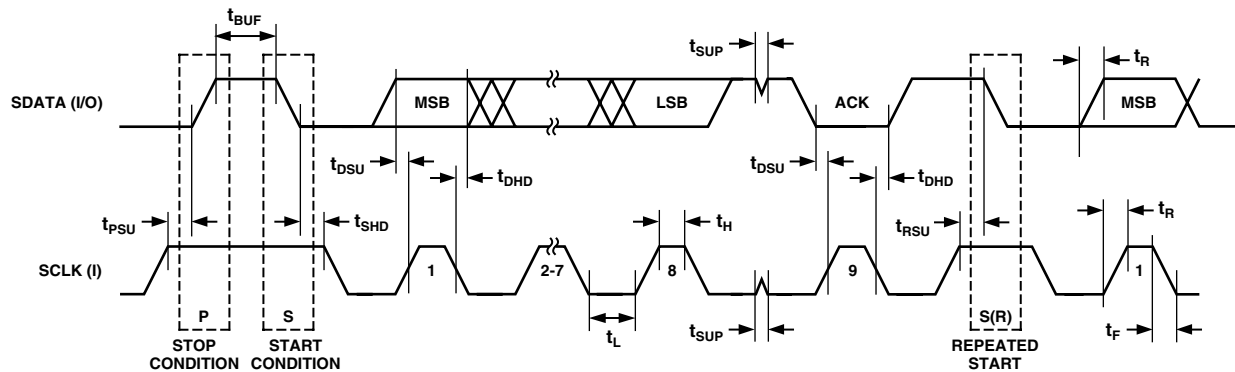 tBUF
tSUP
tR
SDATA (I/O)
MSB
LSB
ACK
MSB
tDSU
tDHD
tDSU
tDHD
tPSU
tSHD
tH
tRSU
tR
SCLK (I)
1
2-7
8
9
1
P
S
tL
tSUP
S(R)
tF
STOP
CONDITION
START
CONDITION
REPEATED
START